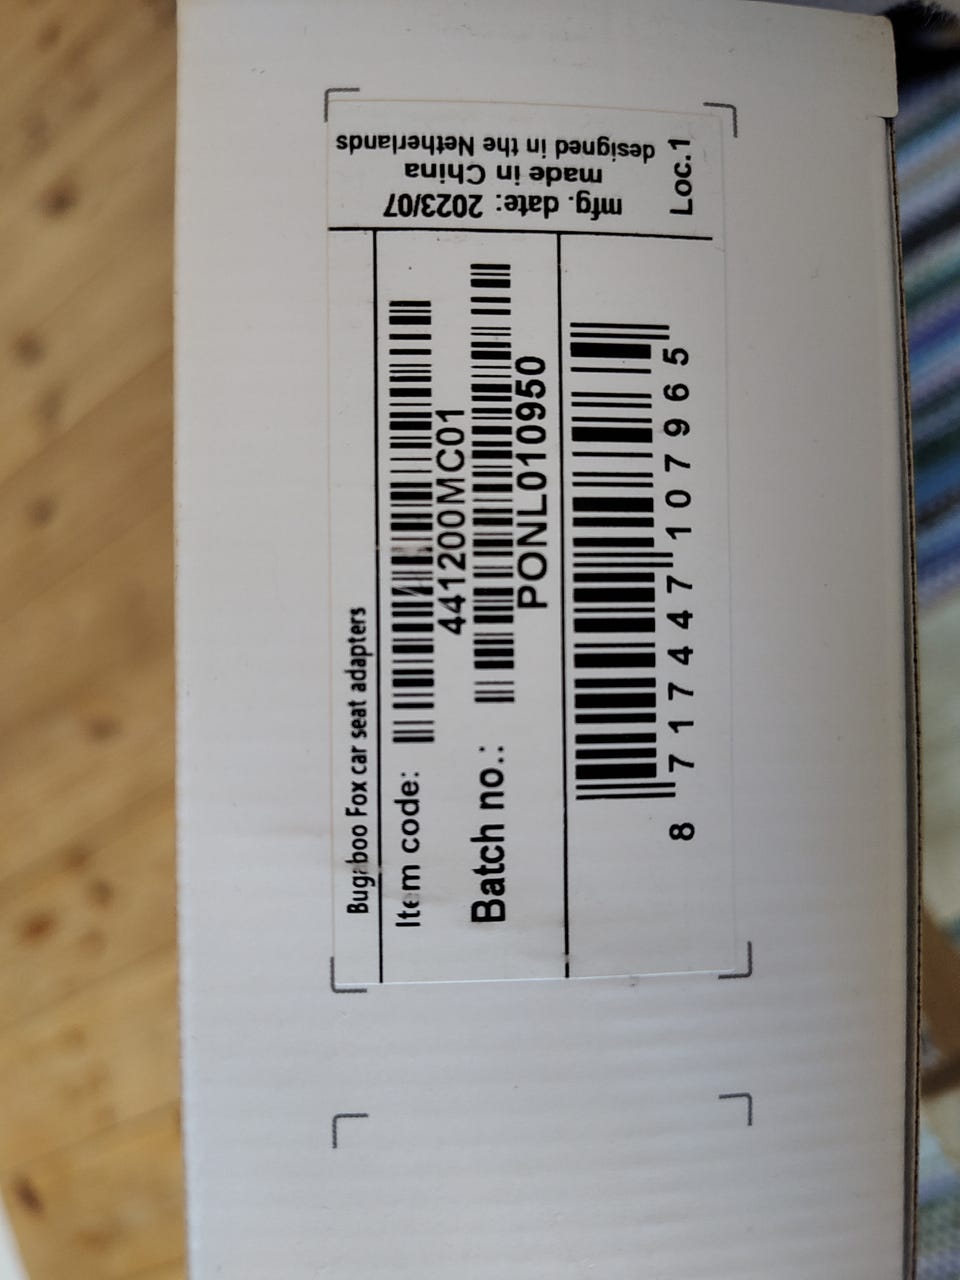 Bugaboo Fox car seat adapters
Item code:
441200MC01
Batch no.:
PONL010950
8 717447 107965
mfg. date: 2023/07
made in China
designed in the Netherlands
Loc.1